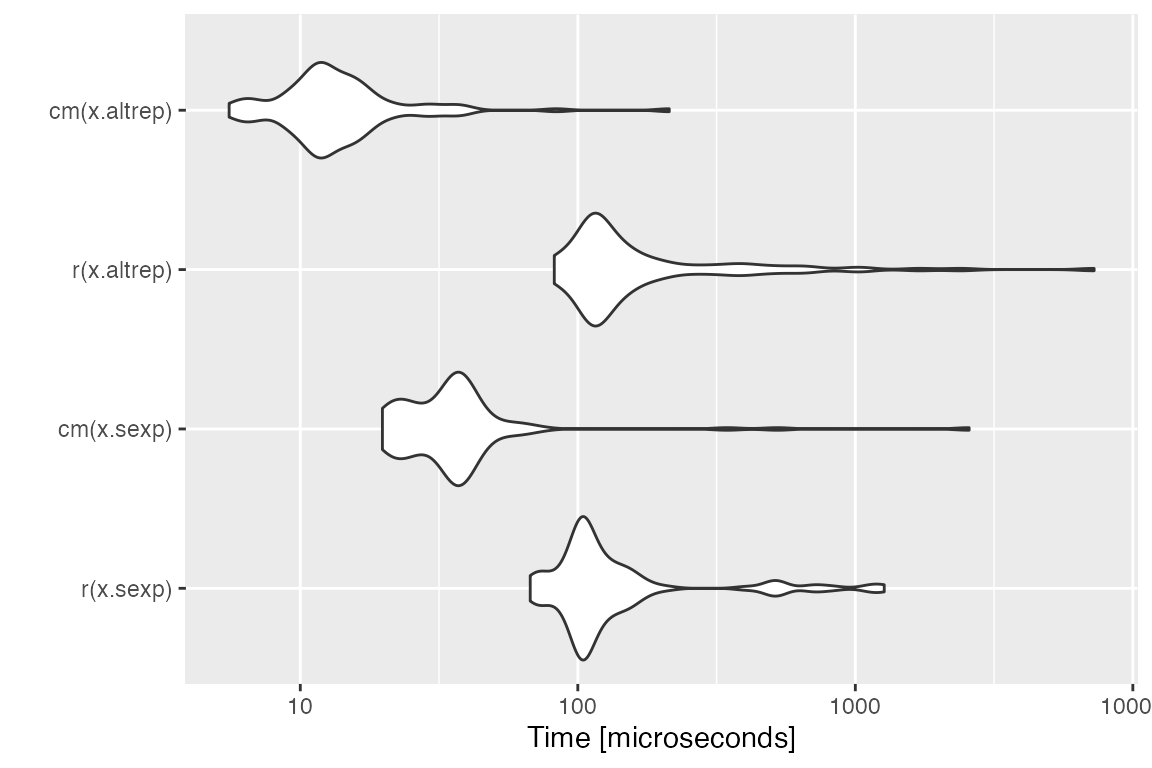 cm(x.altrep)
r(x.altrep)
cm(x.sexp)
r(x.sexp)
10 100 1000 1000
Time [microseconds]